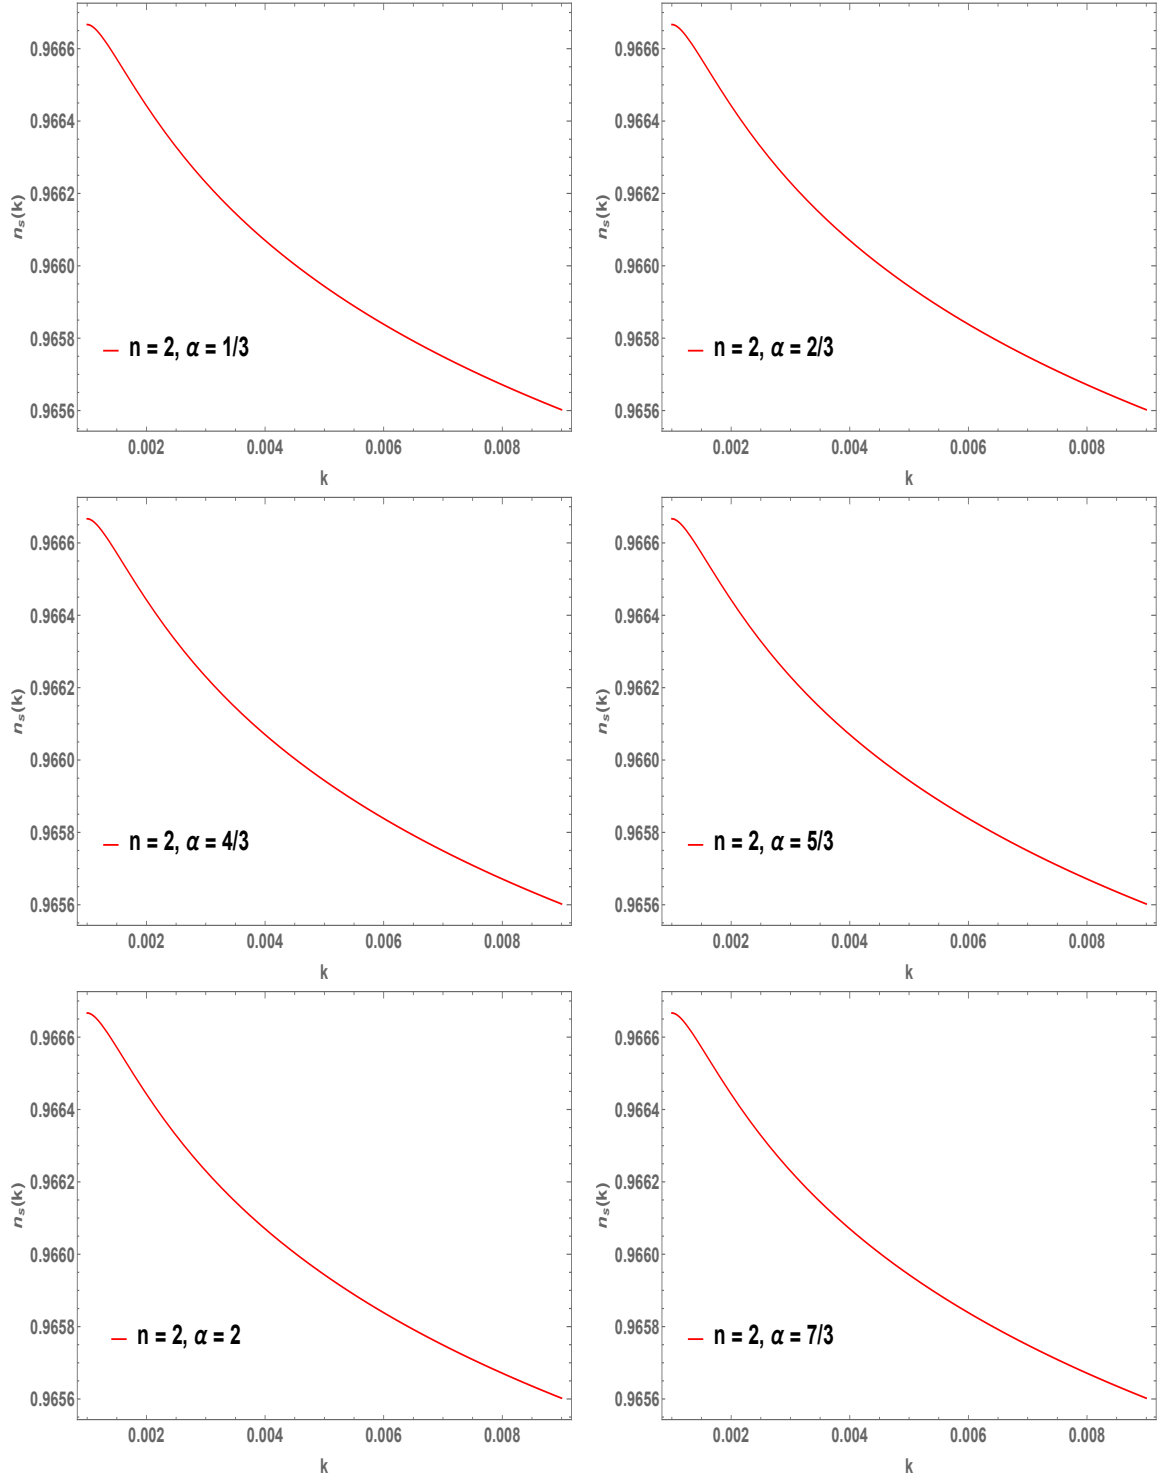 0.9666
0.9664
0.9662
0.9660
0.9658
0.9656
n_s(k)
n = 2, α = 1/3
0.002 0.004 0.006 0.008
k
0.9666
0.9664
0.9662
0.9660
0.9658
0.9656
n_s(k)
n = 2, α = 2/3
0.002 0.004 0.006 0.008
k
0.9666
0.9664
0.9662
0.9660
0.9658
0.9656
n_s(k)
n = 2, α = 4/3
0.002 0.004 0.006 0.008
k
0.9666
0.9664
0.9662
0.9660
0.9658
0.9656
n_s(k)
n = 2, α = 5/3
0.002 0.004 0.006 0.008
k
0.9666
0.9664
0.9662
0.9660
0.9658
0.9656
n_s(k)
n = 2, α = 2
0.002 0.004 0.006 0.008
k
0.9666
0.9664
0.9662
0.9660
0.9658
0.9656
n_s(k)
n = 2, α = 7/3
0.002 0.004 0.006 0.008
k